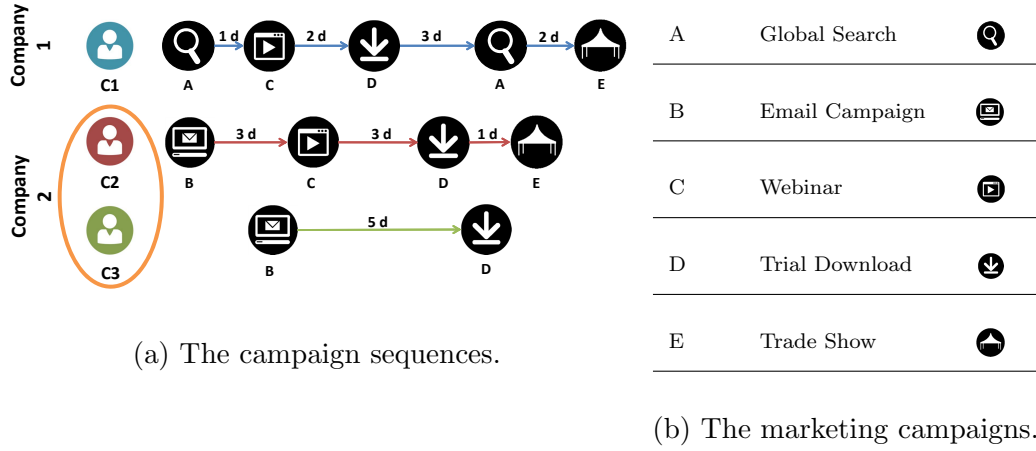 Company 1
C1
1 d 2 d 3 d 2 d
A C D A E
Company 2
C2
3 d 3 d 1 d
B C D E
C3
5 d
B D
(a) The campaign sequences.
A Global Search
B Email Campaign
C Webinar
D Trial Download
E Trade Show
(b) The marketing campaigns.